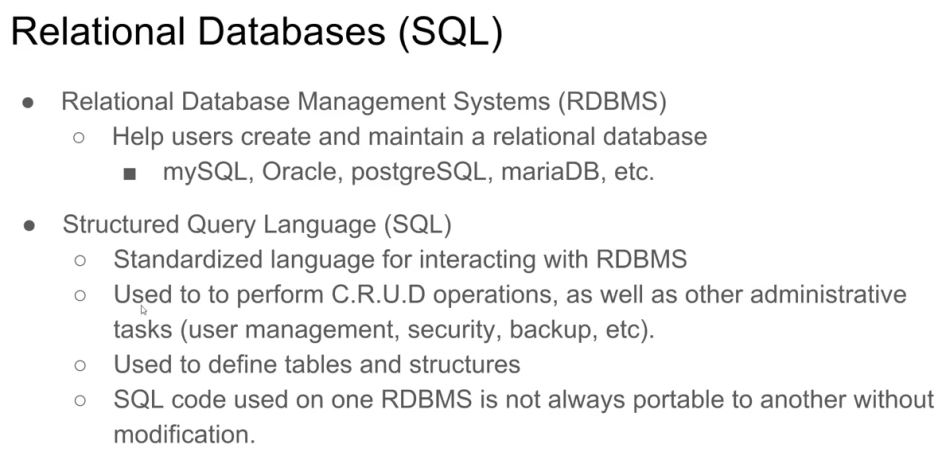 Relational Databases (SQL)
● Relational Database Management Systems (RDBMS)
○ Help users create and maintain a relational database
■ mySQL, Oracle, postgreSQL, mariaDB, etc.
● Structured Query Language (SQL)
○ Standardized language for interacting with RDBMS
○ Used to to perform C.R.U.D operations, as well as other administrative
tasks (user management, security, backup, etc).
○ Used to define tables and structures
○ SQL code used on one RDBMS is not always portable to another without
modification.